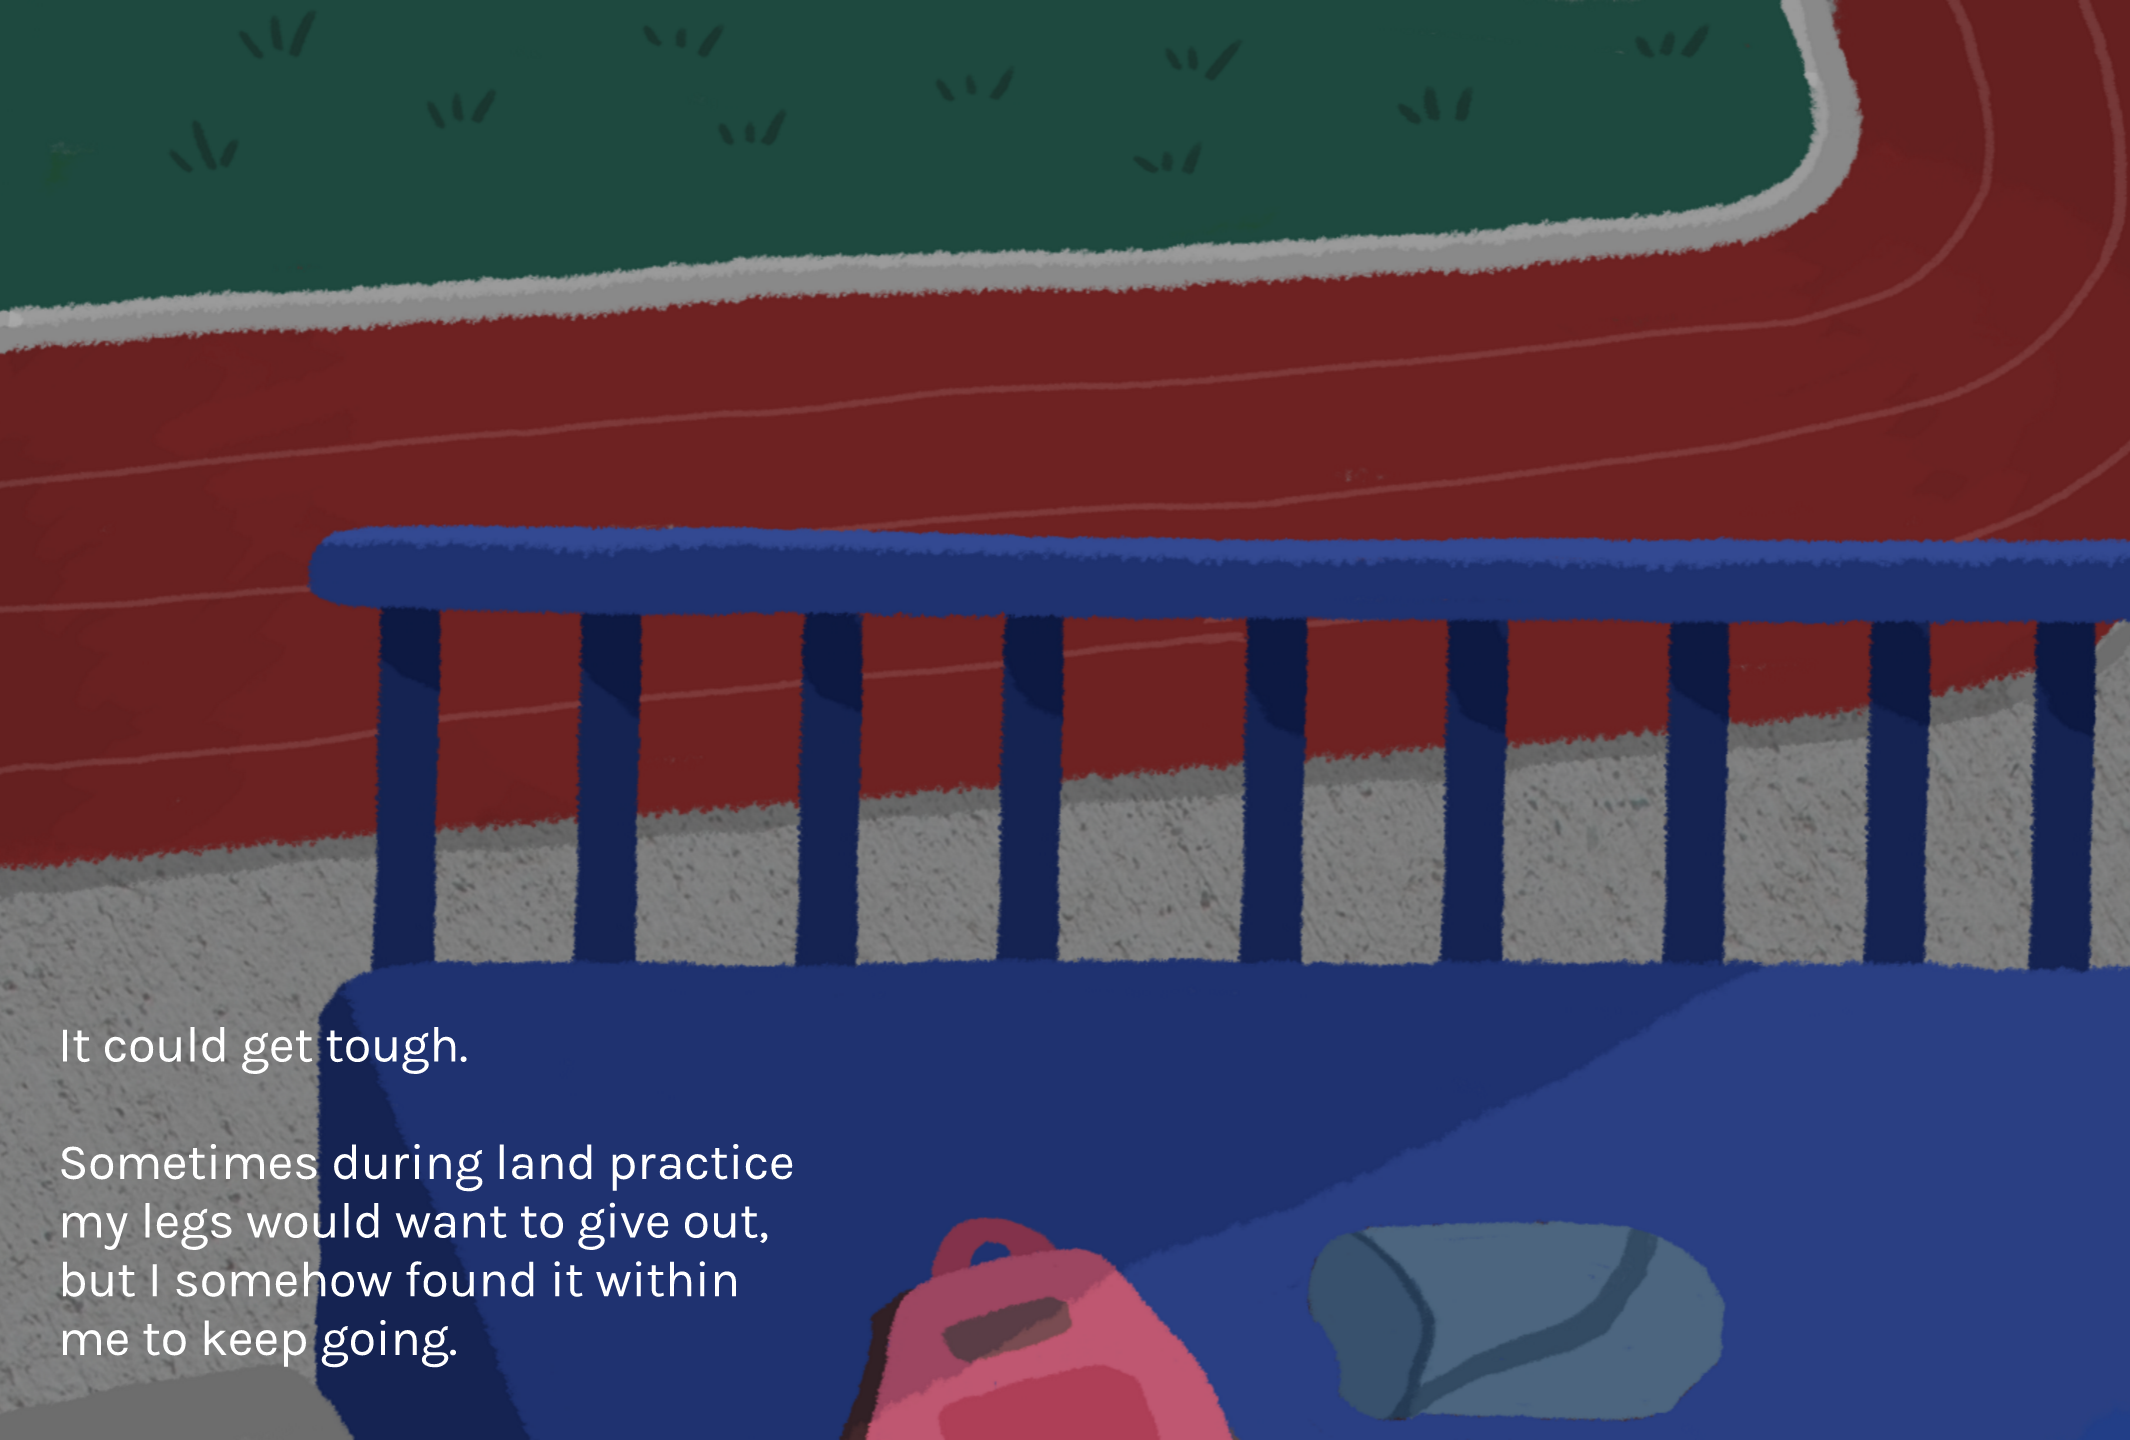 It could get tough.
Sometimes during land practice
my legs would want to give out,
but I somehow found it within
me to keep going.